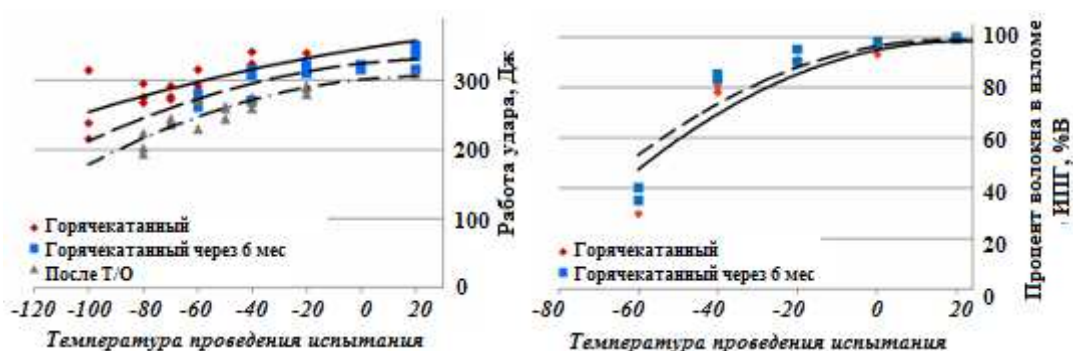 300
200
100
0
Работа удара, Дж
Горячекатанный
Горячекатанный через 6 мес
После Т/О
-120 -100 -80 -60 -40 -20 0 20
Температура проведения испытания
100
80
60
40
20
0
Процент волокна в изломе
ИПГ, %В
Горячекатанный
Горячекатанный через 6 мес
-80 -60 -40 -20 0 20
Температура проведения испытания